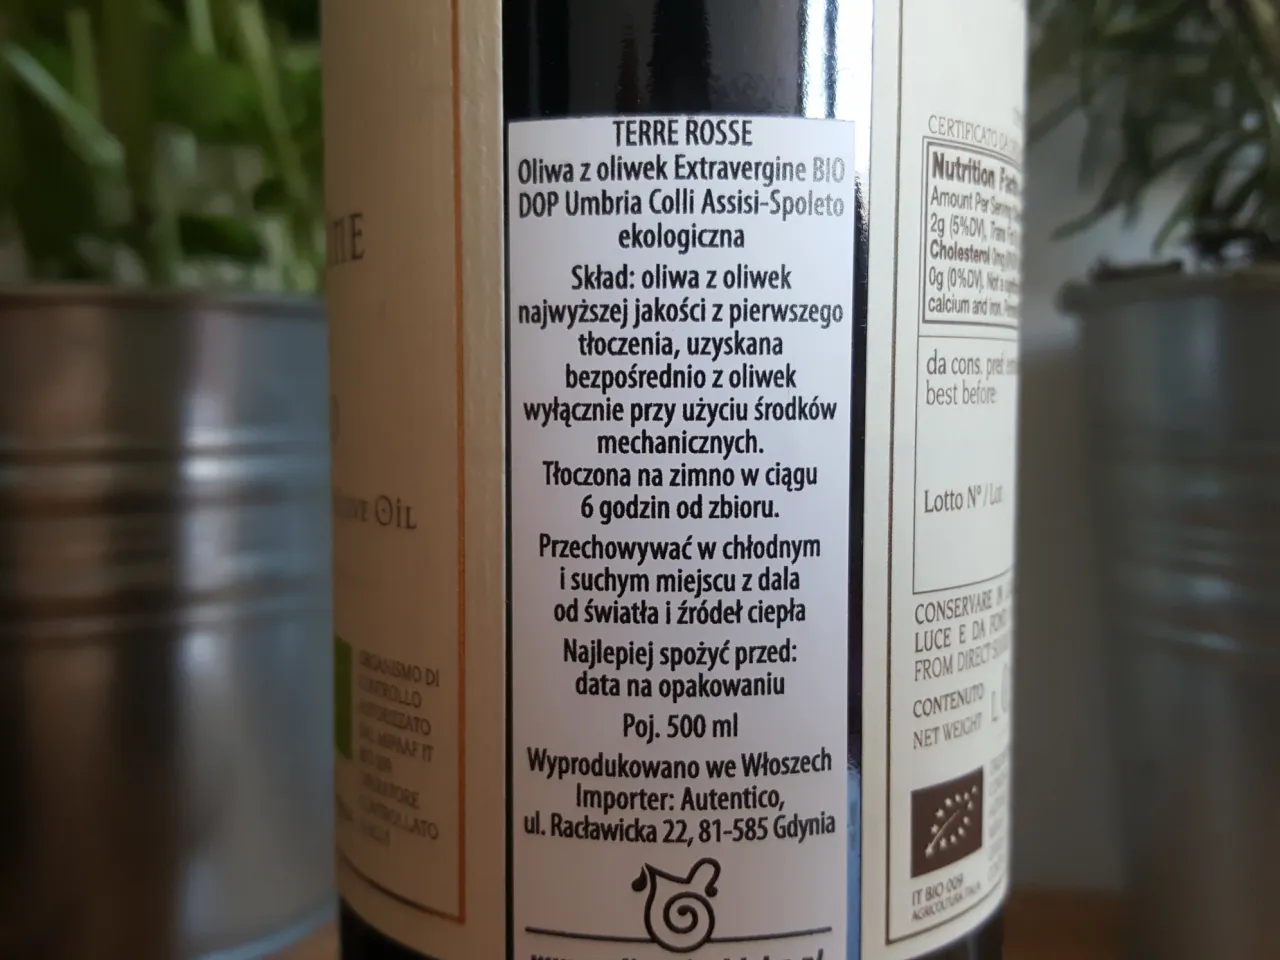 OIL
ORGANISMO DI
CONTROLLO
AUTORIZZATO
TERRE ROSSE
Oliwa z oliwek Extravergine BIO
DOP Umbria Colli Assisi-Spoleto
ekologiczna
Skład: oliwa z oliwek
najwyższej jakości z pierwszego
tłoczenia, uzyskana
bezpośrednio z oliwek
wyłącznie przy użyciu środków
mechanicznych.
Tłoczona na zimno w ciągu
6 godzin od zbioru.
Przechowywać w chłodnym
i suchym miejscu z dala
od światła i źródeł ciepła
Najlepiej spożyć przed:
data na opakowaniu
Poj. 500 ml
Wyprodukowano we Włoszech
Importer: Autentico,
ul. Racławicka 22, 81-585 Gdynia
CERTIFICATO
Nutrition
Amount Per Serving
2g (5%DV), Trans
Cholesterol
0g (0%DV). Not a
calcium and iron.
da cons. pref.
best before
Lotto N° /
CONSERVARE
LUCE E DA
FROM DIRECT
CONTENUTO
NET WEIGHT
IT BIO 009
AGRICOLTURA ITALIA